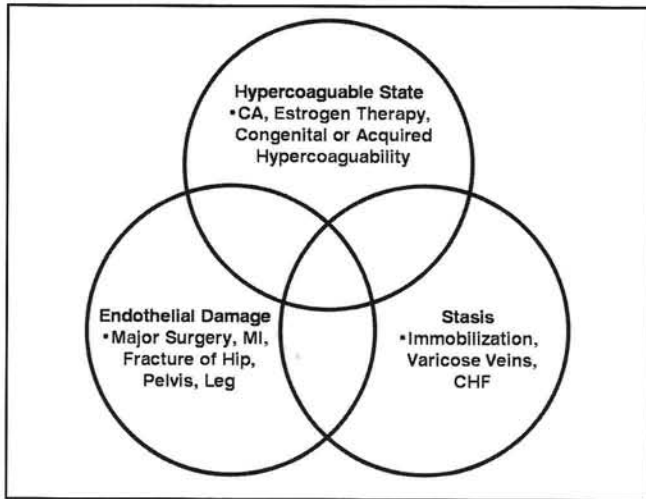 Hypercoaguable State
•CA, Estrogen Therapy,
Congenital or Acquired
Hypercoaguability
Endothelial Damage
•Major Surgery, MI,
Fracture of Hip,
Pelvis, Leg
Stasis
•Immobilization,
Varicose Veins,
CHF